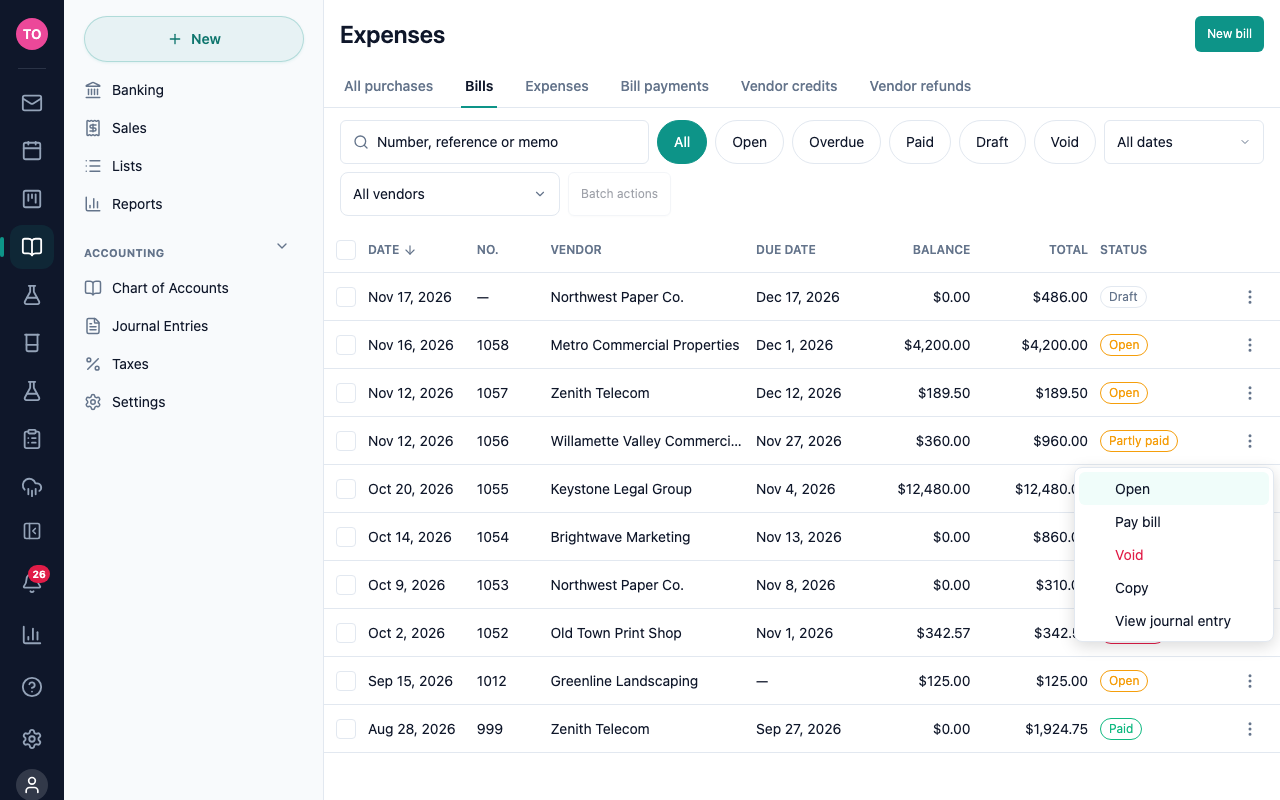 TO
+ New
Expenses
New bill
Banking
Sales
Lists
Reports
ACCOUNTING
Chart of Accounts
Journal Entries
Taxes
Settings
26
All purchases Bills Expenses Bill payments Vendor credits Vendor refunds
Number, reference or memo All Open Overdue Paid Draft Void All dates
All vendors Batch actions
DATE NO. VENDOR DUE DATE BALANCE TOTAL STATUS
Nov 17, 2026 — Northwest Paper Co. Dec 17, 2026 $0.00 $486.00 Draft
Nov 16, 2026 1058 Metro Commercial Properties Dec 1, 2026 $4,200.00 $4,200.00 Open
Nov 12, 2026 1057 Zenith Telecom Dec 12, 2026 $189.50 $189.50 Open
Nov 12, 2026 1056 Willamette Valley Commerci... Nov 27, 2026 $360.00 $960.00 Partly paid
Oct 20, 2026 1055 Keystone Legal Group Nov 4, 2026 $12,480.00
Oct 14, 2026 1054 Brightwave Marketing Nov 13, 2026 $0.00
Oct 9, 2026 1053 Northwest Paper Co. Nov 8, 2026 $0.00
Oct 2, 2026 1052 Old Town Print Shop Nov 1, 2026 $342.57
Sep 15, 2026 1012 Greenline Landscaping — $125.00 $125.00 Open
Aug 28, 2026 999 Zenith Telecom Sep 27, 2026 $0.00 $1,924.75 Paid
Open
Pay bill
Void
Copy
View journal entry